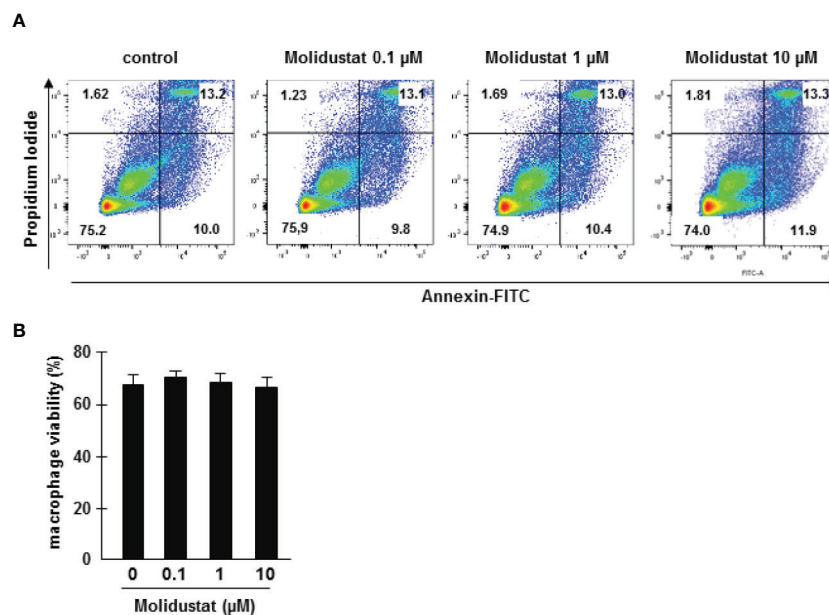 A
control
Molidustat 0.1 µM
Molidustat 1 µM
Molidustat 10 µM
Propidium Iodide
1.62
13.2
1.23
13.1
1.69
13.0
1.81
13.3
75.2
10.0
75,9
9.8
74.9
10.4
74.0
11.9
FITC-A
Annexin-FITC
B
macrophage viability (%)
80
60
40
20
0
0 0.1 1 10
Molidustat (µM)